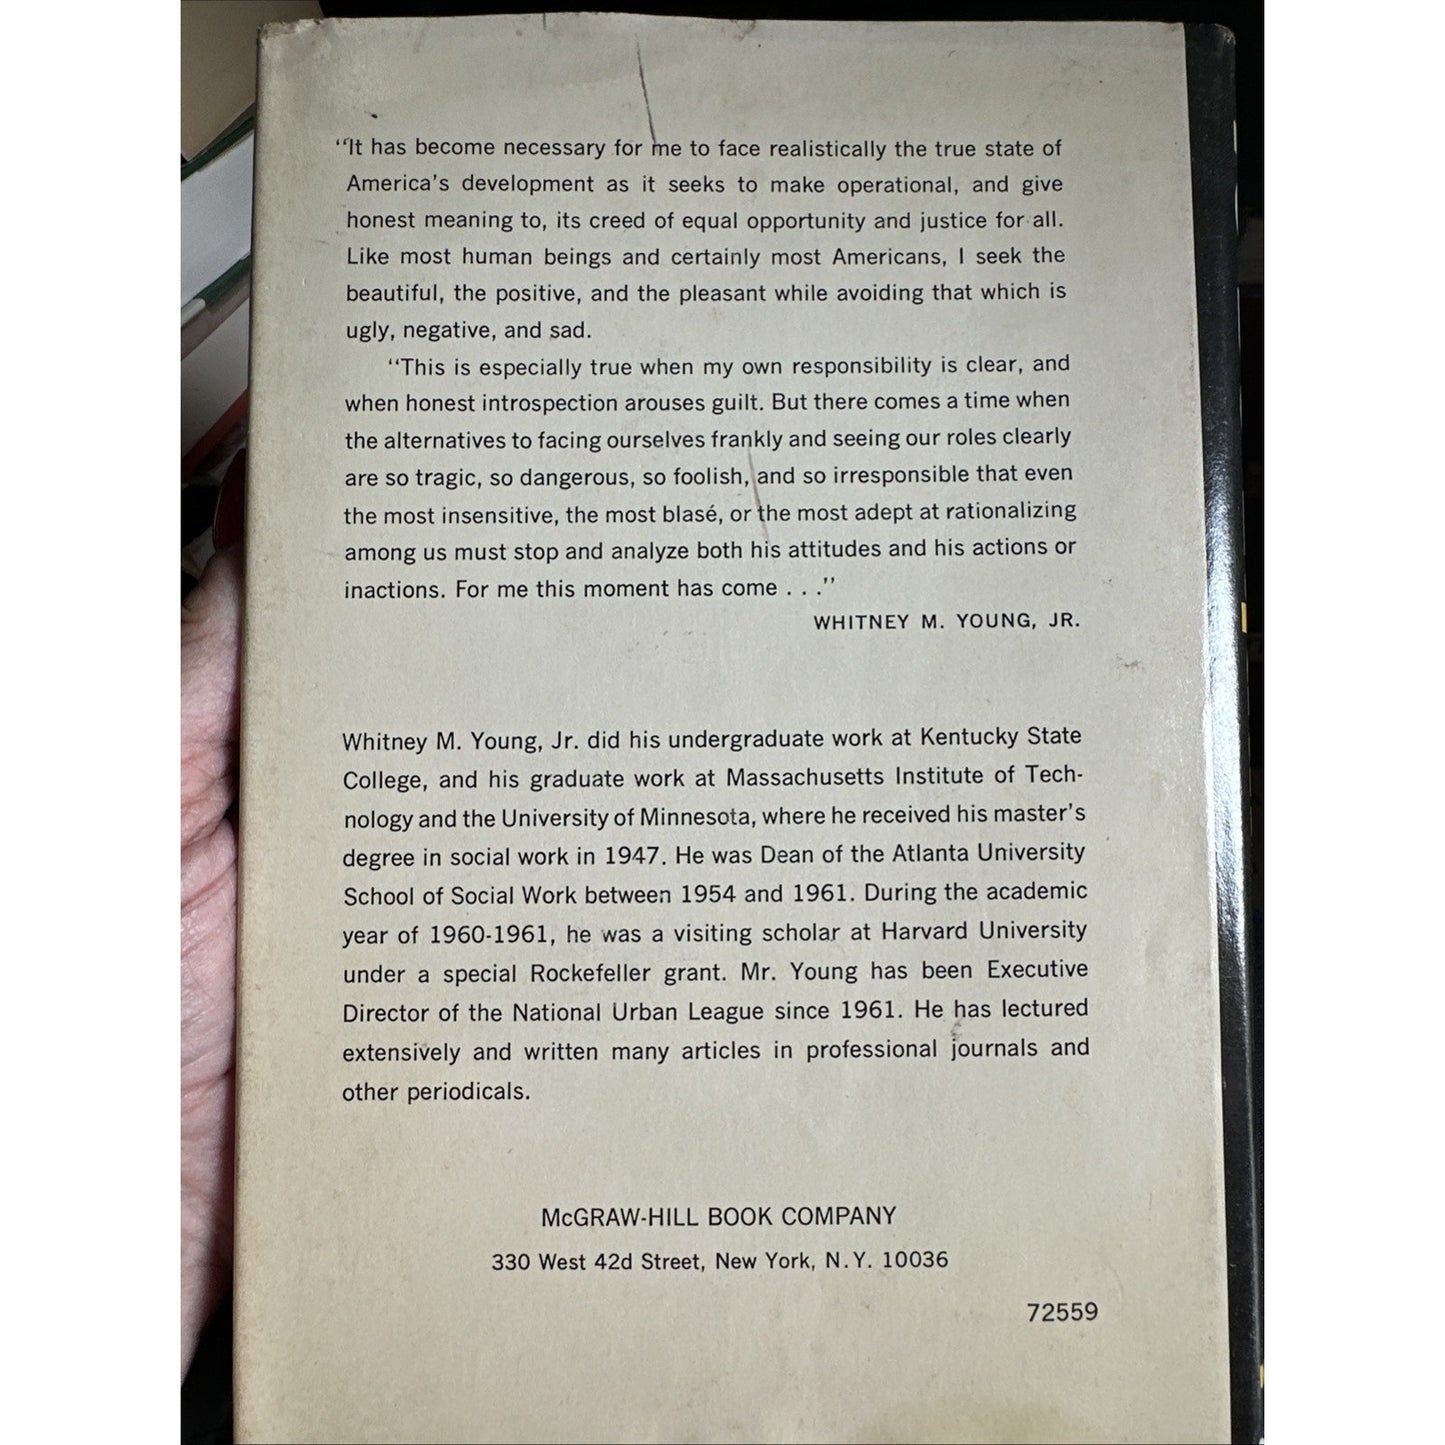 "It has become necessary for me to face realistically the true state of
America's development as it seeks to make operational, and give
honest meaning to, its creed of equal opportunity and justice for all.
Like most human beings and certainly most Americans, I seek the
beautiful, the positive, and the pleasant while avoiding that which is
ugly, negative, and sad.
"This is especially true when my own responsibility is clear, and
when honest introspection arouses guilt. But there comes a time when
the alternatives to facing ourselves frankly and seeing our roles clearly
are so tragic, so dangerous, so foolish, and so irresponsible that even
the most insensitive, the most blasé, or the most adept at rationalizing
among us must stop and analyze both his attitudes and his actions or
inactions. For me this moment has come . . ."
WHITNEY M. YOUNG, JR.
Whitney M. Young, Jr. did his undergraduate work at Kentucky State
College, and his graduate work at Massachusetts Institute of Tech-
nology and the University of Minnesota, where he received his master's
degree in social work in 1947. He was Dean of the Atlanta University
School of Social Work between 1954 and 1961. During the academic
year of 1960-1961, he was a visiting scholar at Harvard University
under a special Rockefeller grant. Mr. Young has been Executive
Director of the National Urban League since 1961. He has lectured
extensively and written many articles in professional journals and
other periodicals.
McGRAW-HILL BOOK COMPANY
330 West 42d Street, New York, N.Y. 10036
72559